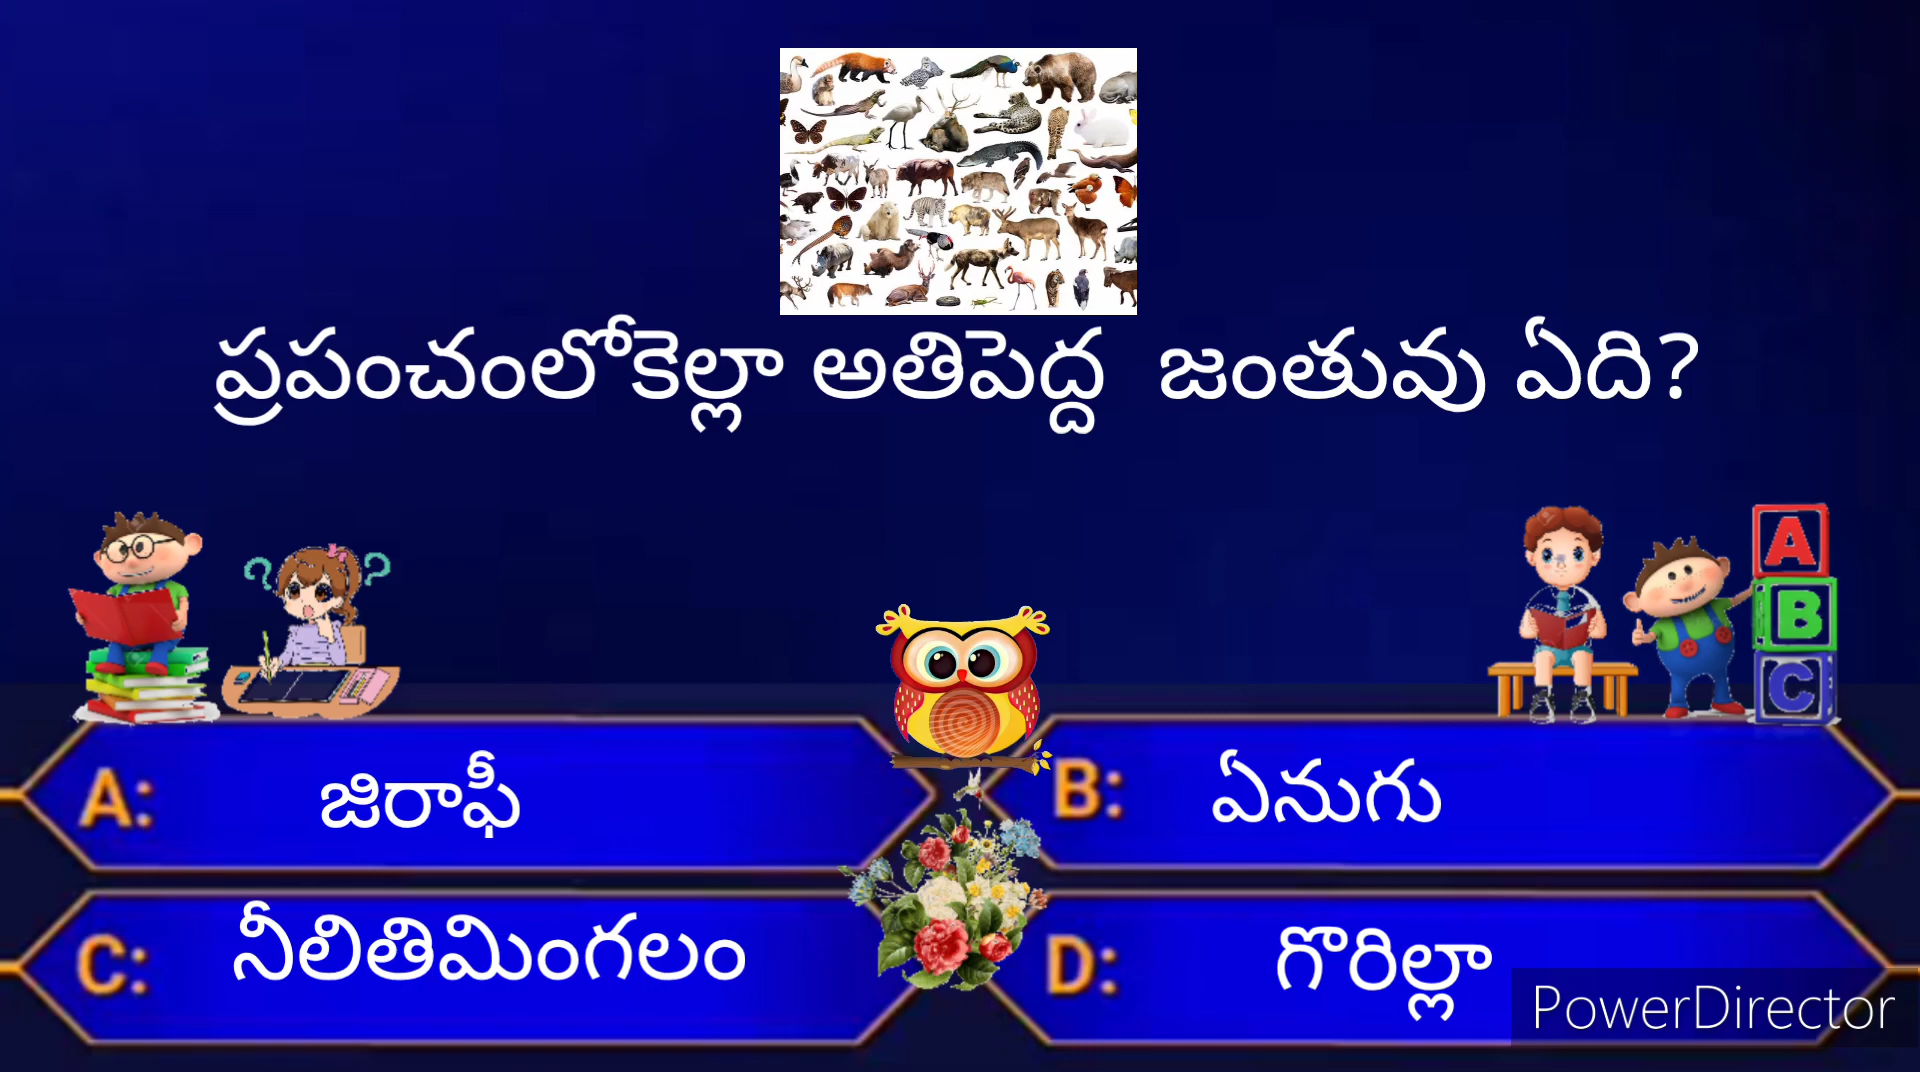 ప్రపంచంలోకెల్లా అతిపెద్ద జంతువు ఏది?
A
B
C
A: జిరాఫీ
B: ఏనుగు
C: నీలితిమింగలం
D: గొరిల్లా
PowerDirector